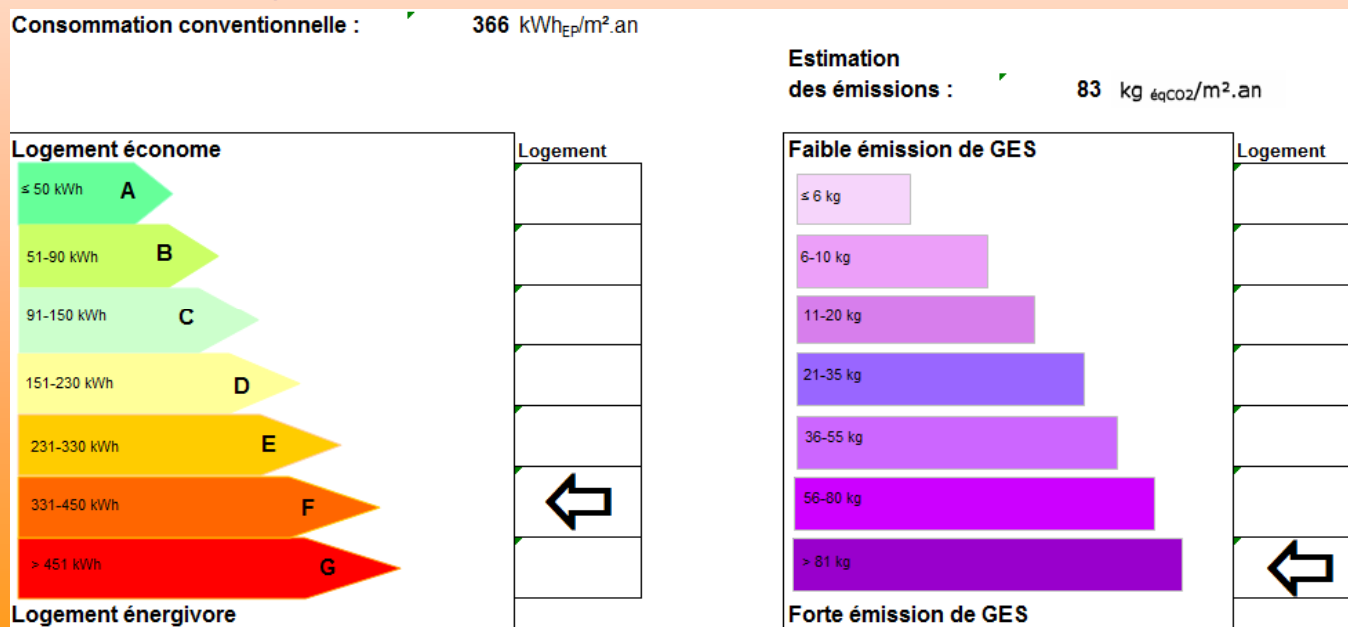 Consommation conventionnelle : 366 kWhEP/m².an
Estimation
des émissions : 83 kg éqCO2/m².an
Logement économe
Logement
≤ 50 kWh A
51-90 kWh B
91-150 kWh C
151-230 kWh D
231-330 kWh E
331-450 kWh F
> 451 kWh G
Logement énergivore
Faible émission de GES
Logement
≤ 6 kg
6-10 kg
11-20 kg
21-35 kg
36-55 kg
56-80 kg
> 81 kg
Forte émission de GES